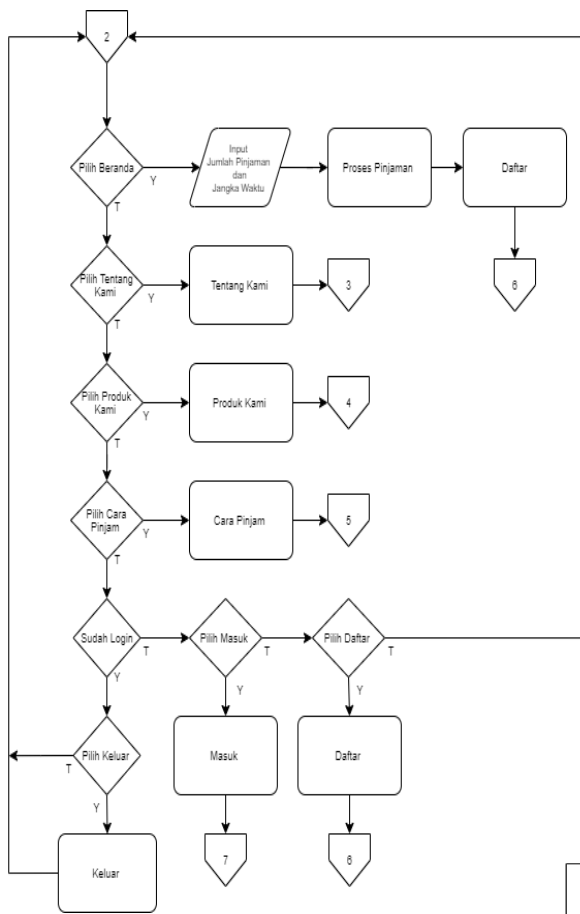 2
Pilih Beranda
Y
T
Input
Jumlah Pinjaman
dan
Jangka Waktu
Proses Pinjaman
Daftar
6
Pilih Tentang
Kami
Y
T
Tentang Kami
3
Pilih Produk
Kami
Y
T
Produk Kami
4
Pilih Cara
Pinjam
Y
T
Cara Pinjam
5
Sudah Login
T
Y
Pilih Masuk
T
Y
Pilih Daftar
T
Y
Pilih Keluar
T
Y
Masuk
Daftar
Keluar
7
6